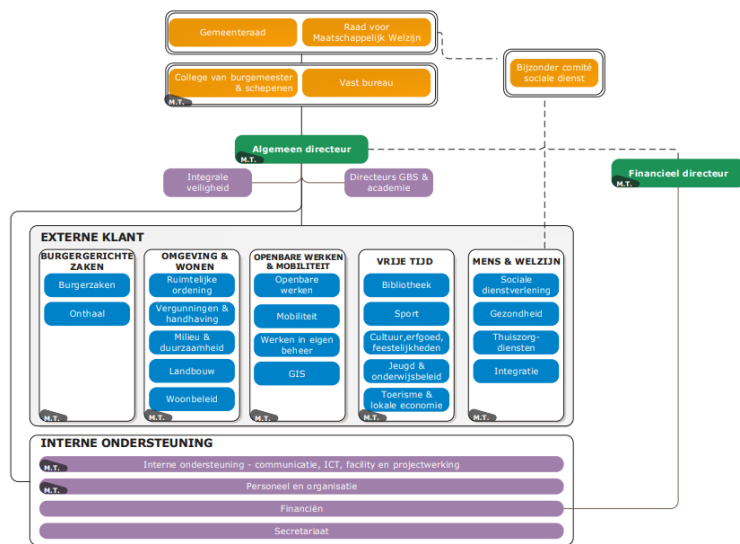 Gemeenteraad
Raad voor
Maatschappelijk Welzijn
College van burgemeester
& schepenen
Vast bureau
M.T.
Bijzonder comité
sociale dienst
Algemeen directeur
M.T.
Financieel directeur
M.T.
Integrale
veiligheid
Directeurs GBS &
academie
EXTERNE KLANT
BURGERGERICHTE
ZAKEN
Burgerzaken
Onthaal
M.T.
OMGEVING &
WONEN
Ruimtelijke
ordening
Vergunningen &
handhaving
Milieu &
duurzaamheid
Landbouw
Woonbeleid
M.T.
OPENBARE WERKEN
& MOBILITEIT
Openbare
werken
Mobiliteit
Werken in eigen
beheer
GIS
M.T.
VRIJE TIJD
Bibliotheek
Sport
Cultuur,erfgoed,
feestelijkheden
Jeugd &
onderwijsbeleid
Toerisme &
lokale economie
M.T.
MENS & WELZIJN
Sociale
dienstverlening
Gezondheid
Thuiszorg-
diensten
Integratie
M.T.
INTERNE ONDERSTEUNING
Interne ondersteuning - communicatie, ICT, facility en projectwerking
M.T.
Personeel en organisatie
M.T.
Financiën
Secretariaat